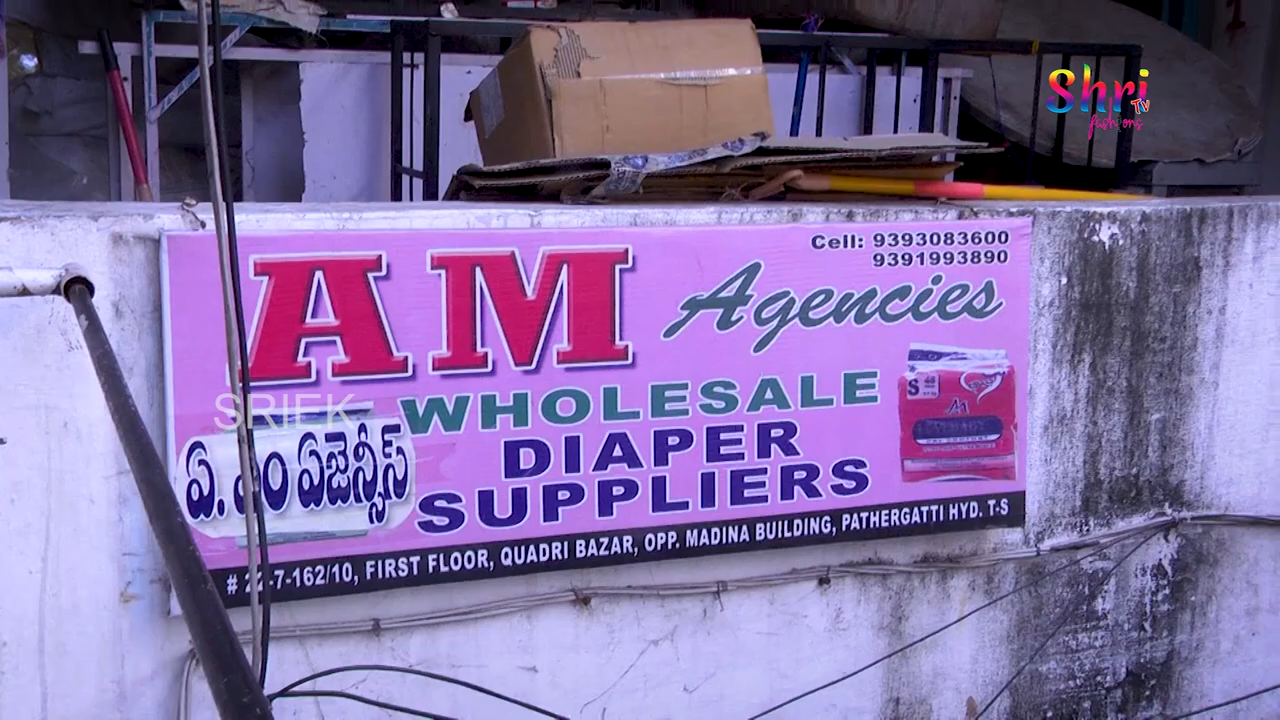 Shri
TV
fashions
Cell: 9393083600
9391993890
AM Agencies
WHOLESALE
DIAPER
SUPPLIERS
SRIEK
ఏ. ఎం ఏజెన్సీస్
S
# 22-7-162/10, FIRST FLOOR, QUADRI BAZAR, OPP. MADINA BUILDING, PATHERGATTI HYD. T-S